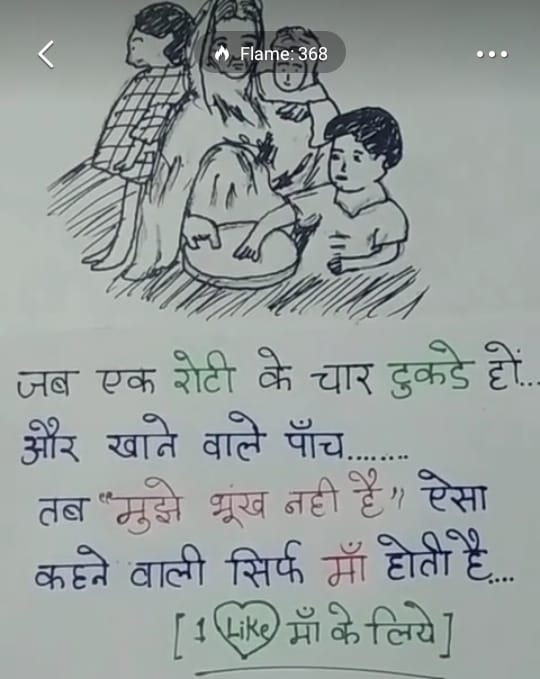 Flame: 368
जब एक रोटी के चार टुकडे हों...
और खाने वाले पाँच........
तब "मुझे भूंख नही है" ऐसा
कहने वाली सिर्फ माँ होती है....
[1 Like माँ के लिये]